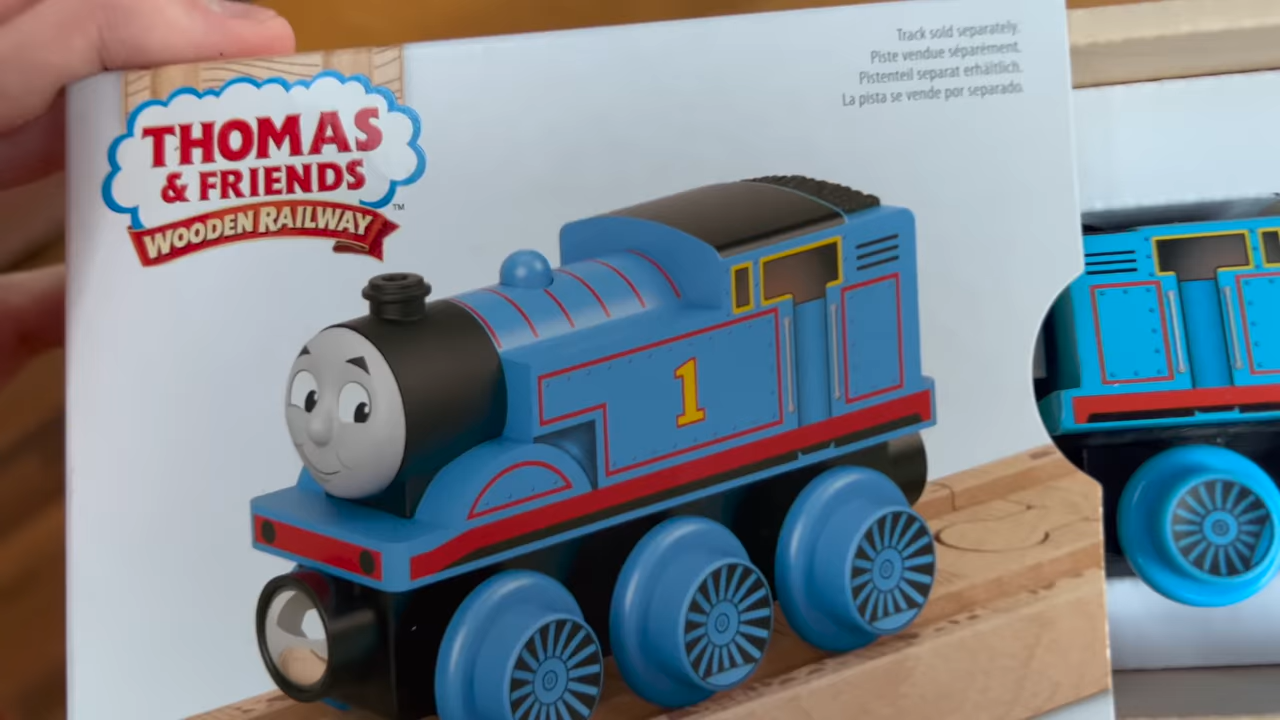 THOMAS
& FRIENDS
WOODEN RAILWAY™
Track sold separately.
Piste vendue séparément.
Pistenteil separat erhältlich.
La pista se vende por separado.
1